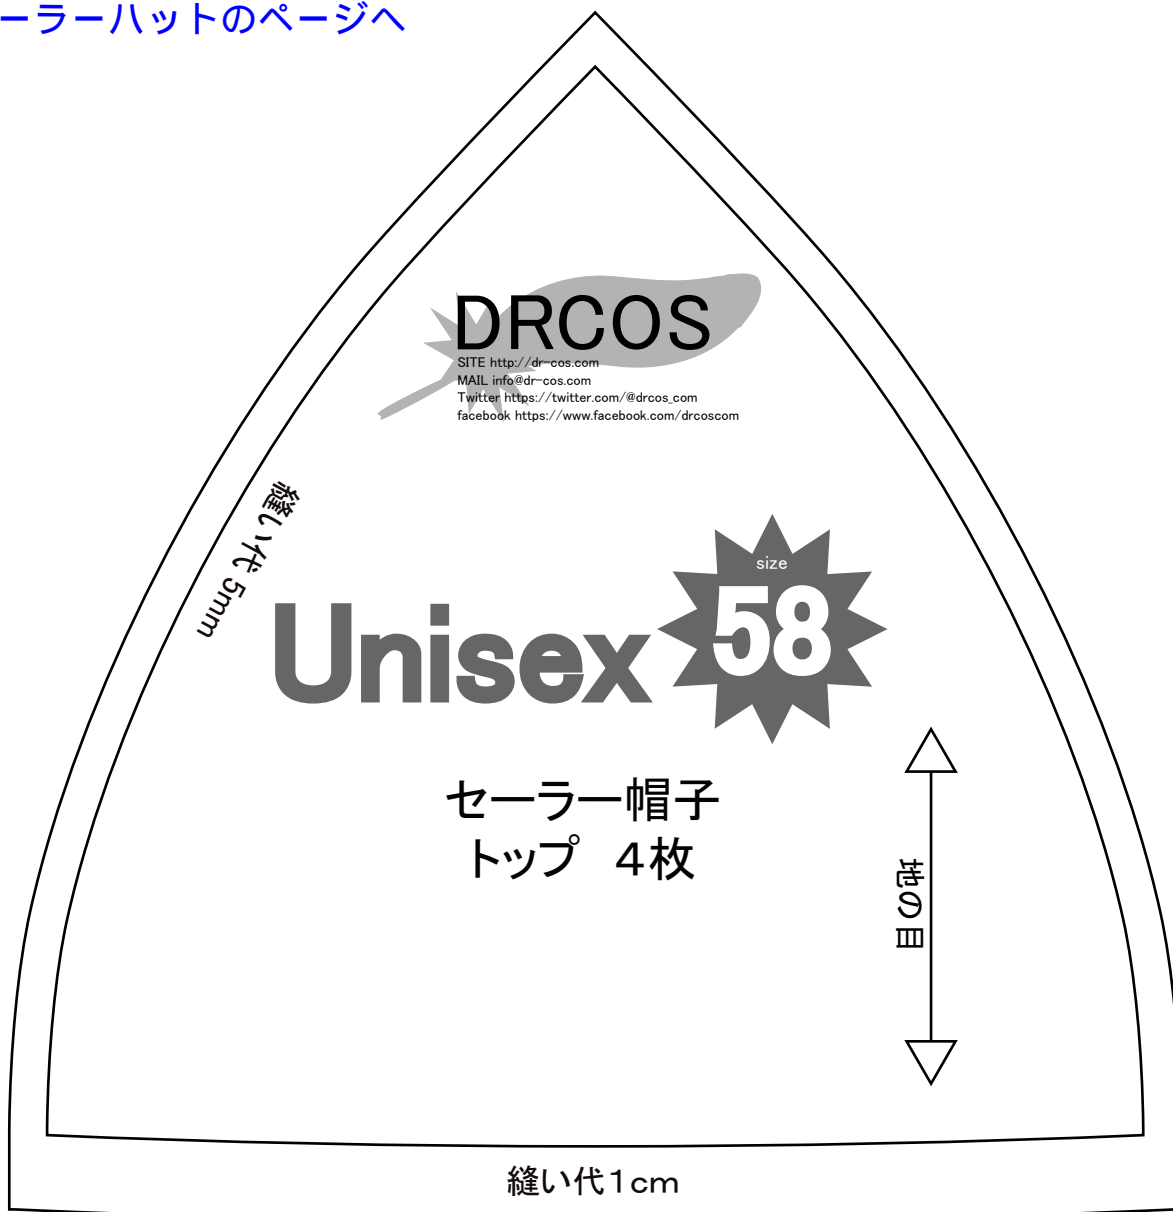 ーラーハットのページへ
DRCOS
SITE http://dr-cos.com
MAIL info@dr-cos.com
Twitter https://twitter.com/@drcos_com
facebook https://www.facebook.com/drcoscom
縫い代 5mm
size
58
Unisex
セーラー帽子
トップ　4枚
地の目
縫い代1cm